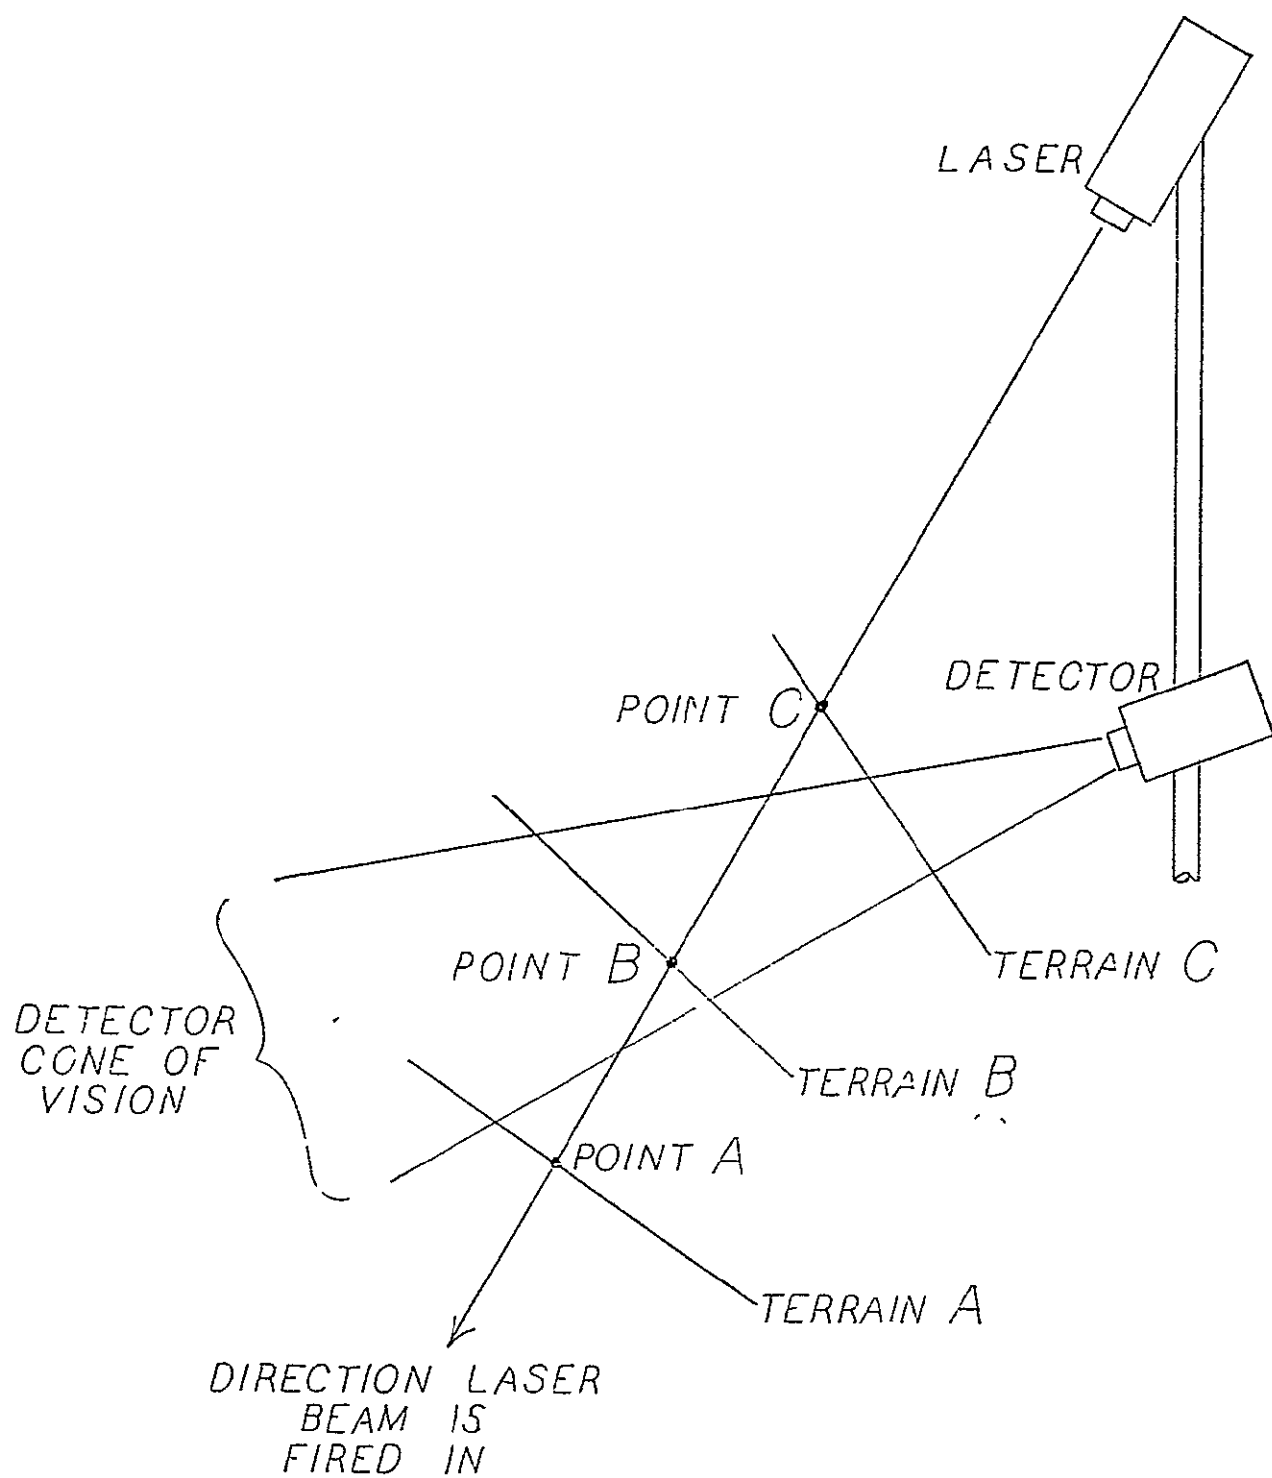 LASER
DETECTOR
POINT C
POINT B
TERRAIN C
DETECTOR
CONE OF
VISION
TERRAIN B
POINT A
TERRAIN A
DIRECTION LASER
BEAM IS
FIRED IN